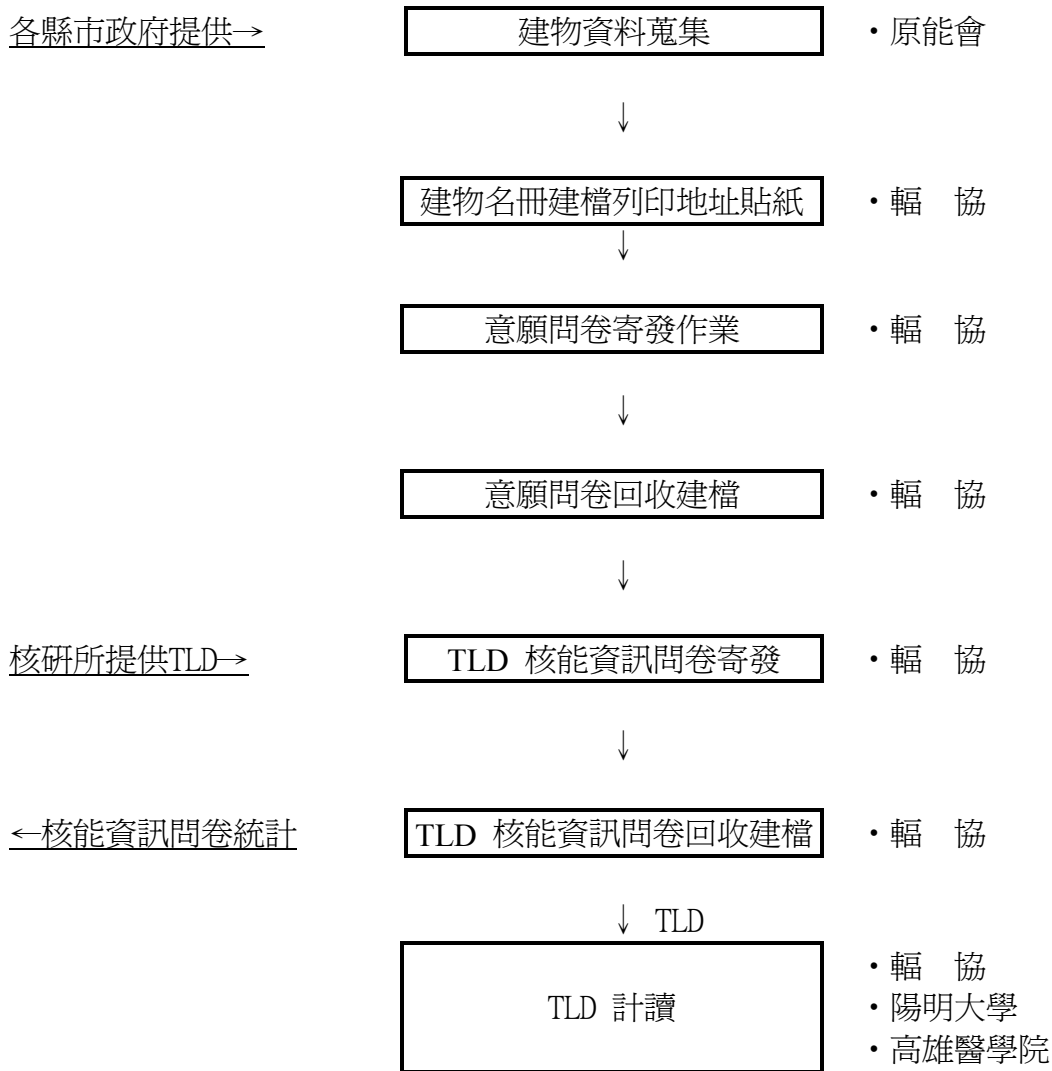 各縣市政府提供→ 建物資料蒐集 ・原能會
↓
建物名冊建檔列印地址貼紙 ・輻 協
↓
意願問卷寄發作業 ・輻 協
↓
意願問卷回收建檔 ・輻 協
↓
核研所提供TLD→ TLD 核能資訊問卷寄發 ・輻 協
↓
←核能資訊問卷統計 TLD 核能資訊問卷回收建檔 ・輻 協
↓ TLD
TLD 計讀
・輻 協
・陽明大學
・高雄醫學院